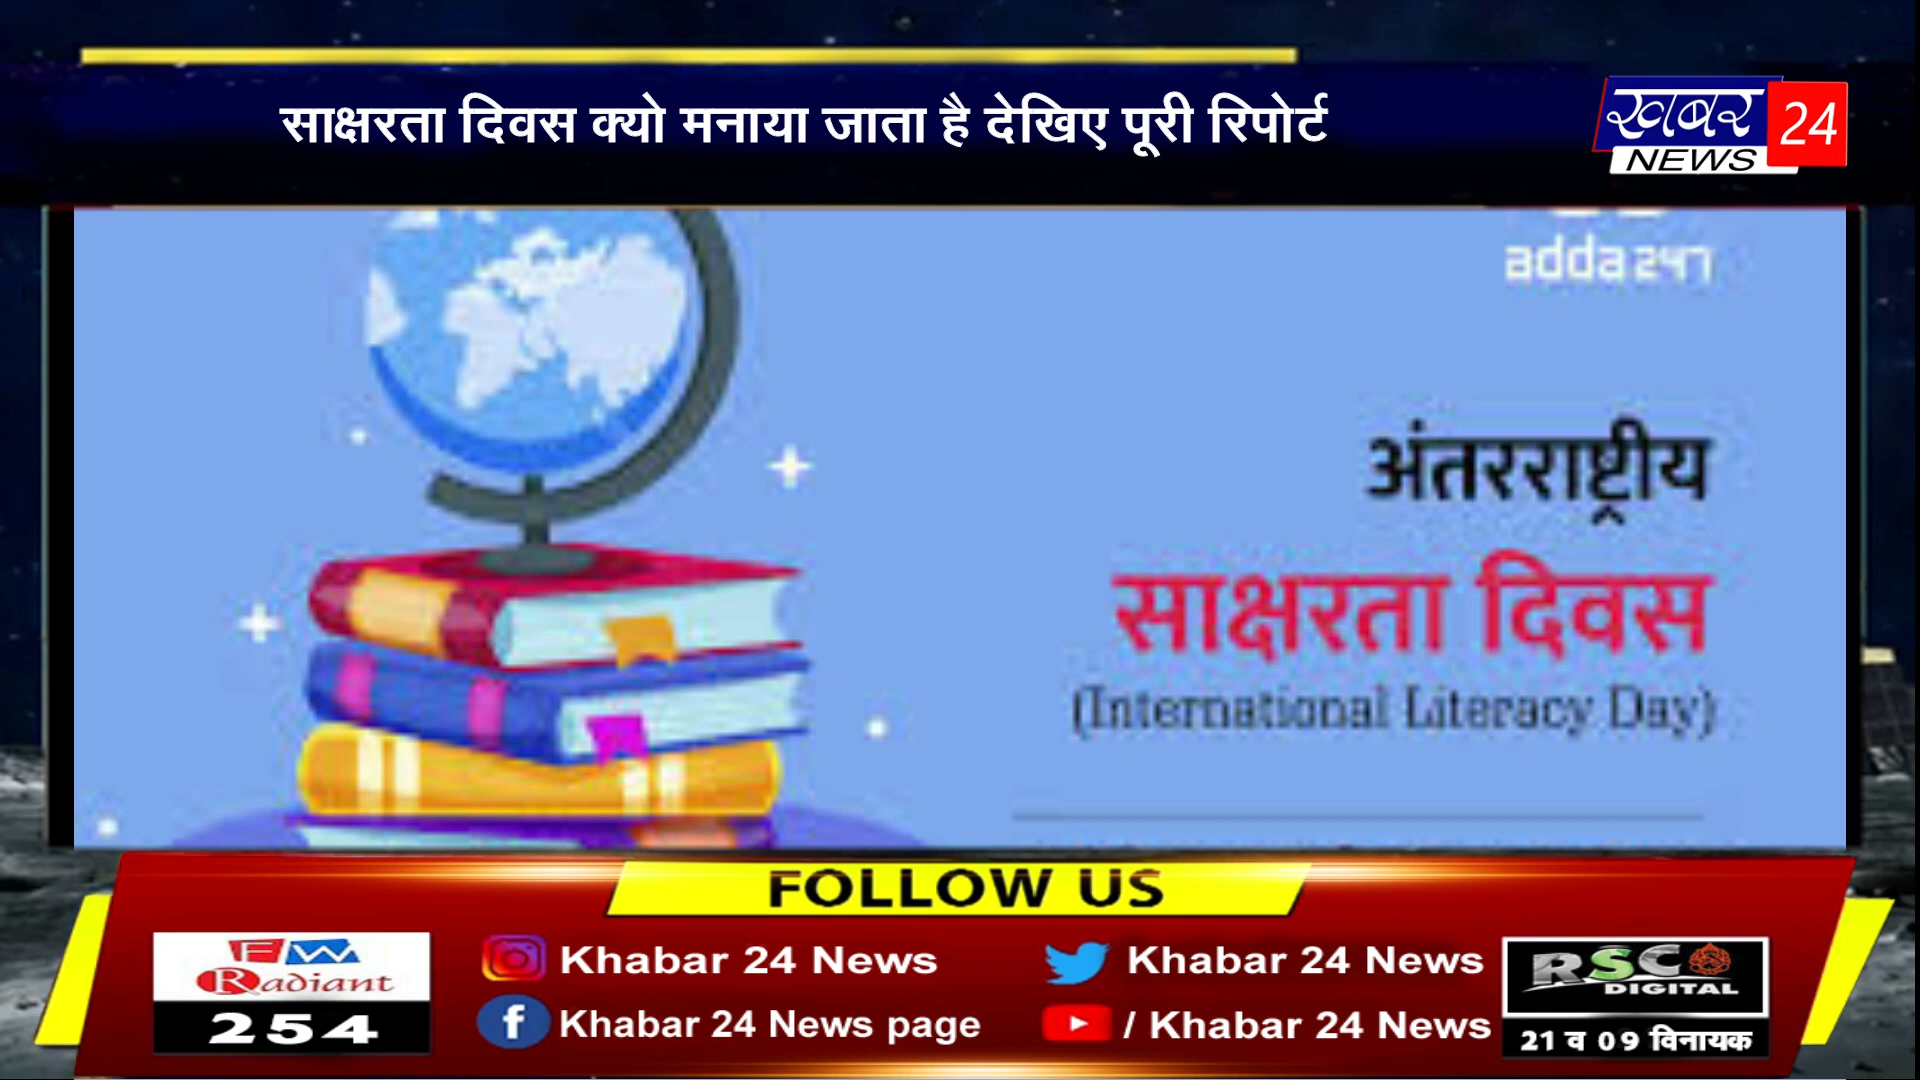 साक्षरता दिवस क्यो मनाया जाता है देखिए पूरी रिपोर्ट
खबर 24
NEWS
adda247
अंतरराष्ट्रीय
साक्षरता दिवस
(International Literacy Day)
FOLLOW US
FW
Radiant
254
Khabar 24 News
Khabar 24 News
Khabar 24 News page
/ Khabar 24 News
RSC
DIGITAL
21 व 09 विनायक